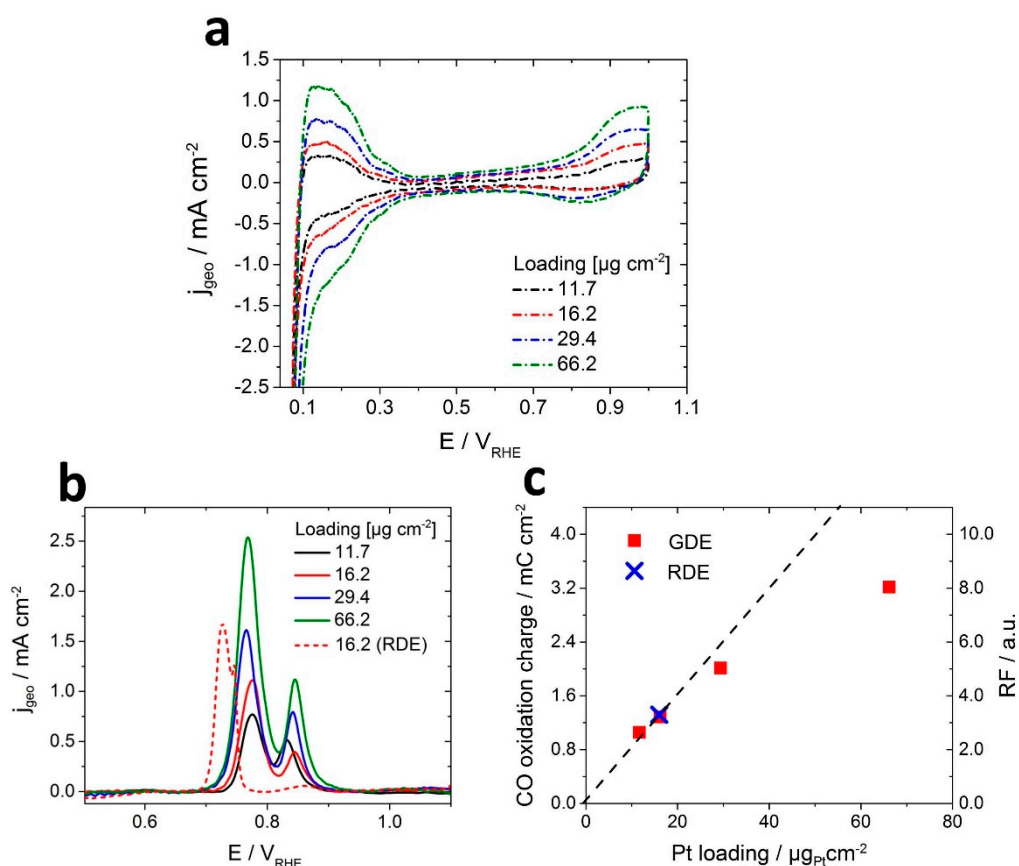 a
1.5
1.0
0.5
0.0
-0.5
-1.0
-1.5
-2.0
-2.5
j_geo / mA cm⁻²
Loading [µg cm⁻²]
11.7
16.2
29.4
66.2
0.1 0.3 0.5 0.7 0.9 1.1
E / V_RHE
b
2.5
2.0
1.5
1.0
0.5
0.0
j_geo / mA cm⁻²
Loading [µg cm⁻²]
11.7
16.2
29.4
66.2
16.2 (RDE)
0.6 0.8 1.0
E / V_RHE
c
4.0
3.2
2.4
1.6
0.8
0.0
CO oxidation charge / mC cm⁻²
GDE
RDE
10.0
8.0
6.0
4.0
2.0
0.0
RF / a.u.
0 20 40 60 80
Pt loading / µg_Pt cm⁻²